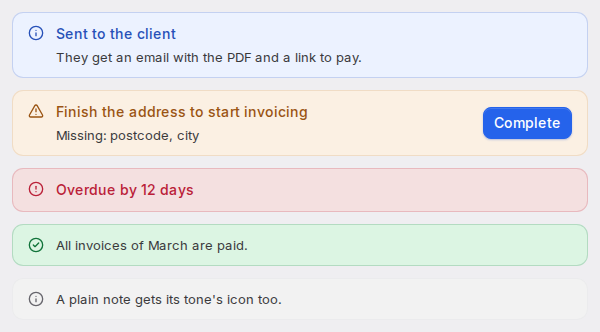 Sent to the client
They get an email with the PDF and a link to pay.
Finish the address to start invoicing
Missing: postcode, city
Complete
Overdue by 12 days
All invoices of March are paid.
A plain note gets its tone's icon too.